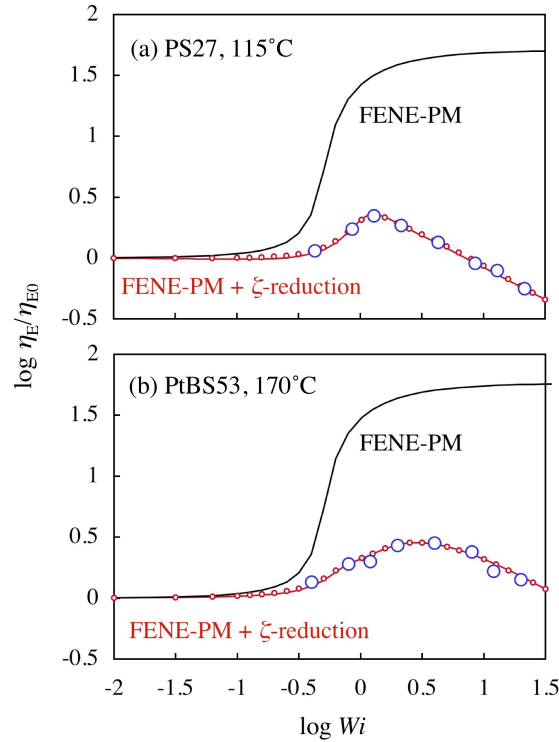 2
(a) PS27, 115°C
1.5
FENE-PM
1
0.5
0
FENE-PM + ζ-reduction
-0.5
log ηE/ηE0
2
(b) PtBS53, 170°C
1.5
FENE-PM
1
0.5
0
FENE-PM + ζ-reduction
-0.5
-2 -1.5 -1 -0.5 0 0.5 1 1.5
log Wi